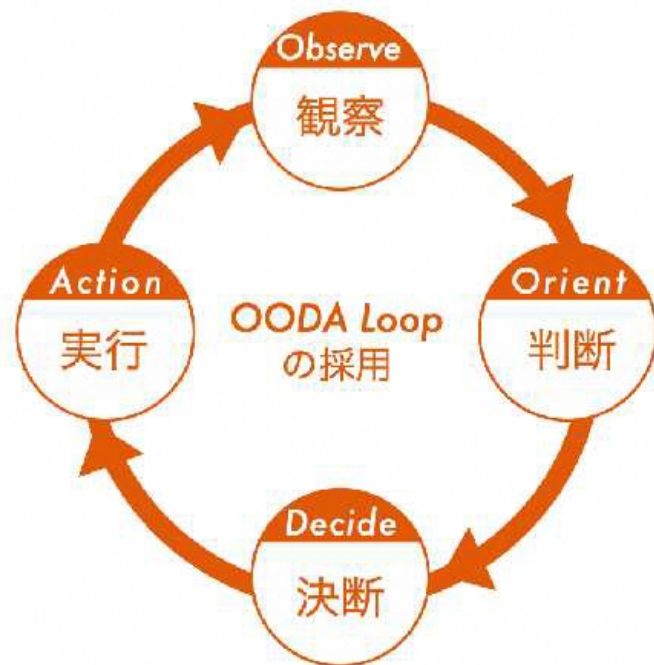 Observe
観察
Orient
判断
Decide
決断
Action
実行
OODA Loop
の採用